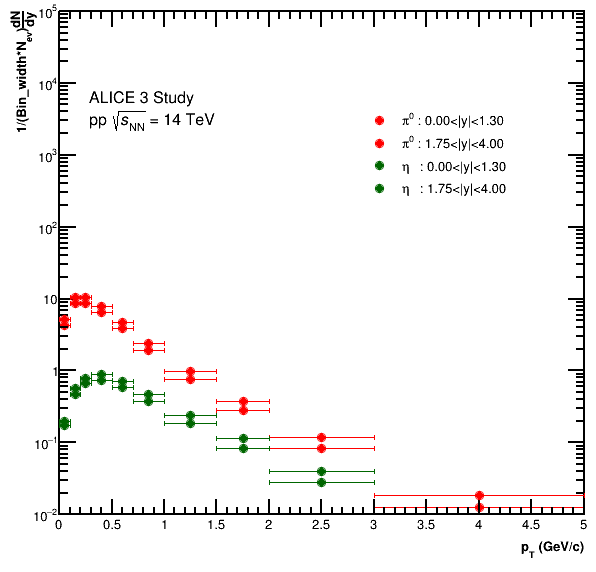 1/(Bin_width*N_ev) dN/dy
10^5
10^4
10^3
10^2
10
1
10^−1
10^−2
ALICE 3 Study
pp √s_NN = 14 TeV
π^0 : 0.00<|y|<1.30
π^0 : 1.75<|y|<4.00
η : 0.00<|y|<1.30
η : 1.75<|y|<4.00
0 0.5 1 1.5 2 2.5 3 3.5 4 4.5 5
p_T (GeV/c)